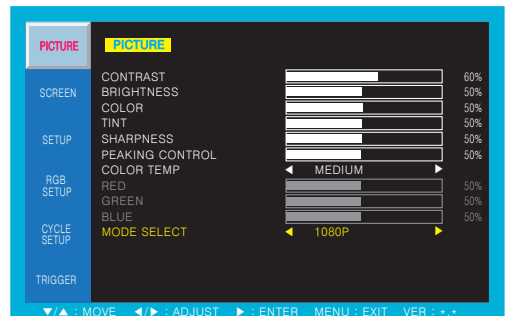 PICTURE
SCREEN
SETUP
RGB
SETUP
CYCLE
SETUP
TRIGGER
PICTURE
CONTRAST 60%
BRIGHTNESS 50%
COLOR 50%
TINT 50%
SHARPNESS 50%
PEAKING CONTROL 50%
COLOR TEMP ◀ MEDIUM ▶
RED 50%
GREEN 50%
BLUE 50%
MODE SELECT ◀ 1080P ▶
▼/▲ : MOVE ◀/▶ : ADJUST ▶ : ENTER MENU : EXIT VER : *.*